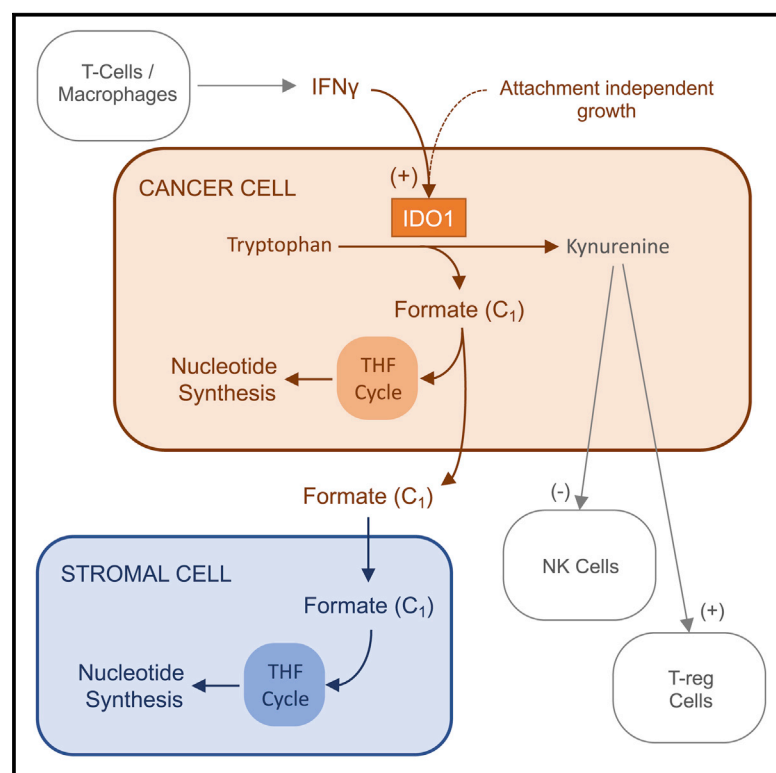 T-Cells /
Macrophages
IFNγ
Attachment independent
growth
(+)
CANCER CELL
IDO1
Tryptophan
Kynurenine
Formate (C₁)
Nucleotide
Synthesis
THF
Cycle
Formate (C₁)
(-)
NK Cells
STROMAL CELL
Formate (C₁)
(+)
Nucleotide
Synthesis
THF
Cycle
T-reg
Cells